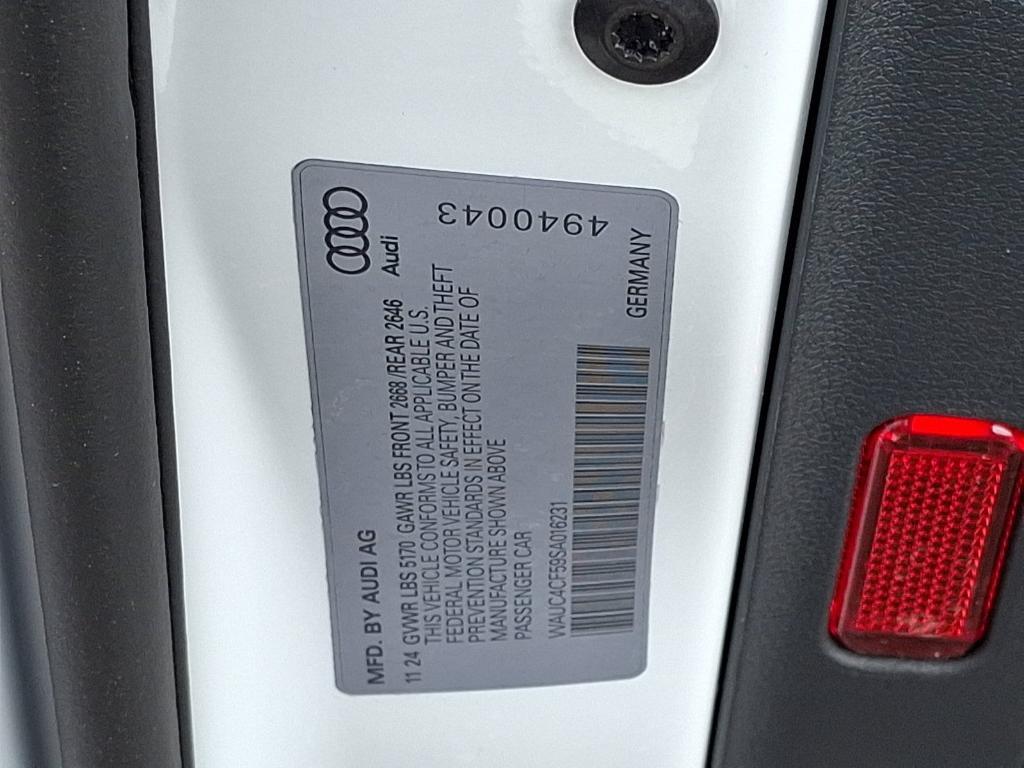 MFD. BY AUDI AG
Audi
11 24 GVWR LBS 5170 GAWR LBS FRONT 2668 /REAR 2646
THIS VEHICLE CONFORMS TO ALL APPLICABLE U.S.
FEDERAL MOTOR VEHICLE SAFETY, BUMPER AND THEFT
PREVENTION STANDARDS IN EFFECT ON THE DATE OF
MANUFACTURE SHOWN ABOVE
PASSENGER CAR
4940043
WAUC4CF59SA016231
GERMANY